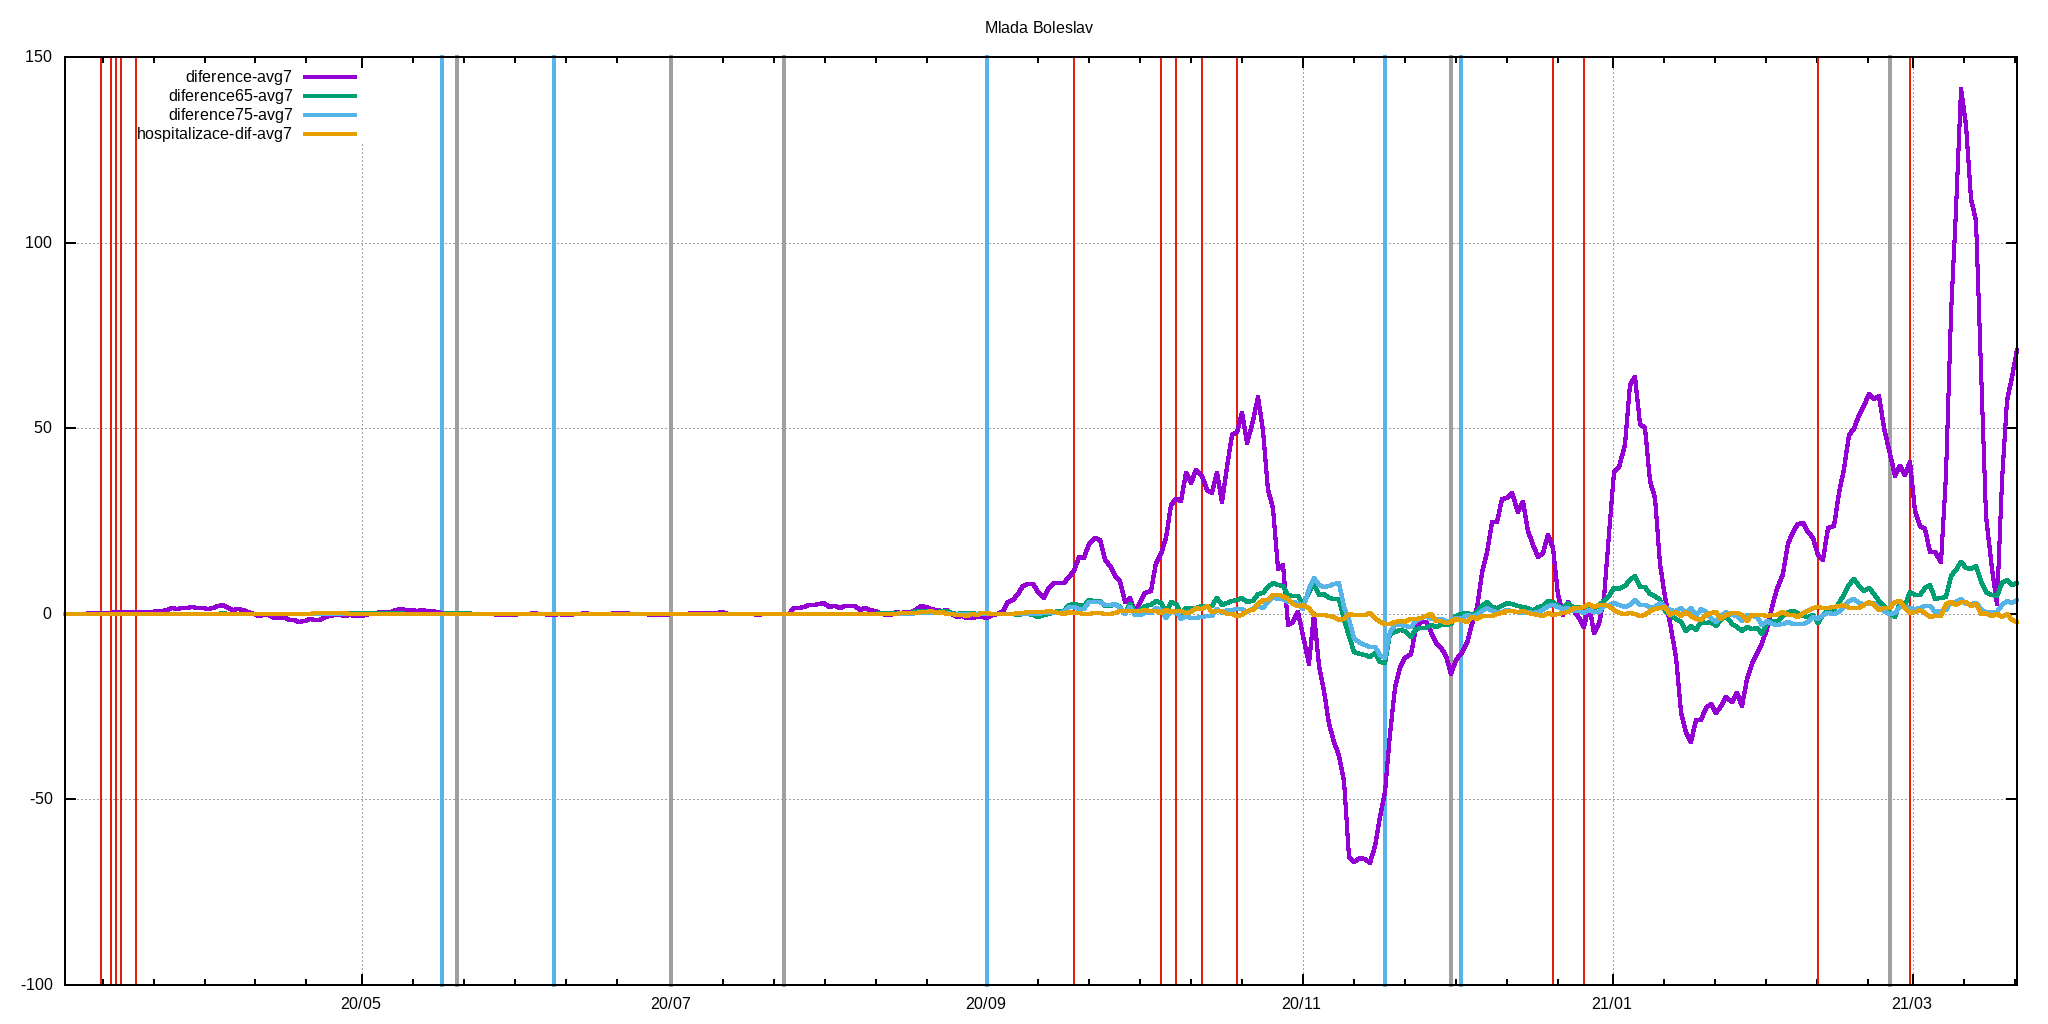 Mlada Boleslav
150
100
50
0
-50
-100
diference-avg7
diference65-avg7
diference75-avg7
hospitalizace-dif-avg7
20/05
20/07
20/09
20/11
21/01
21/03